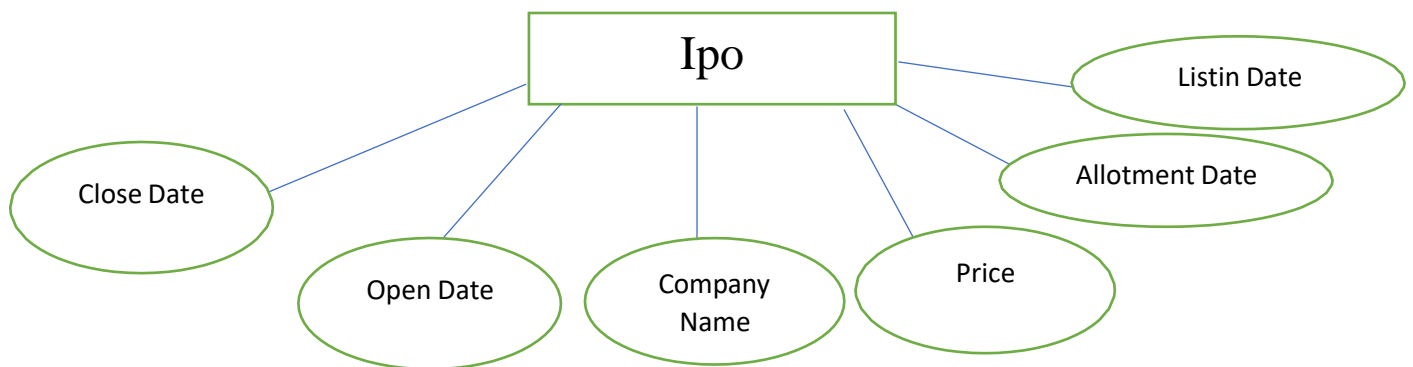 Ipo
Listin Date
Allotment Date
Close Date
Open Date
Company
Name
Price